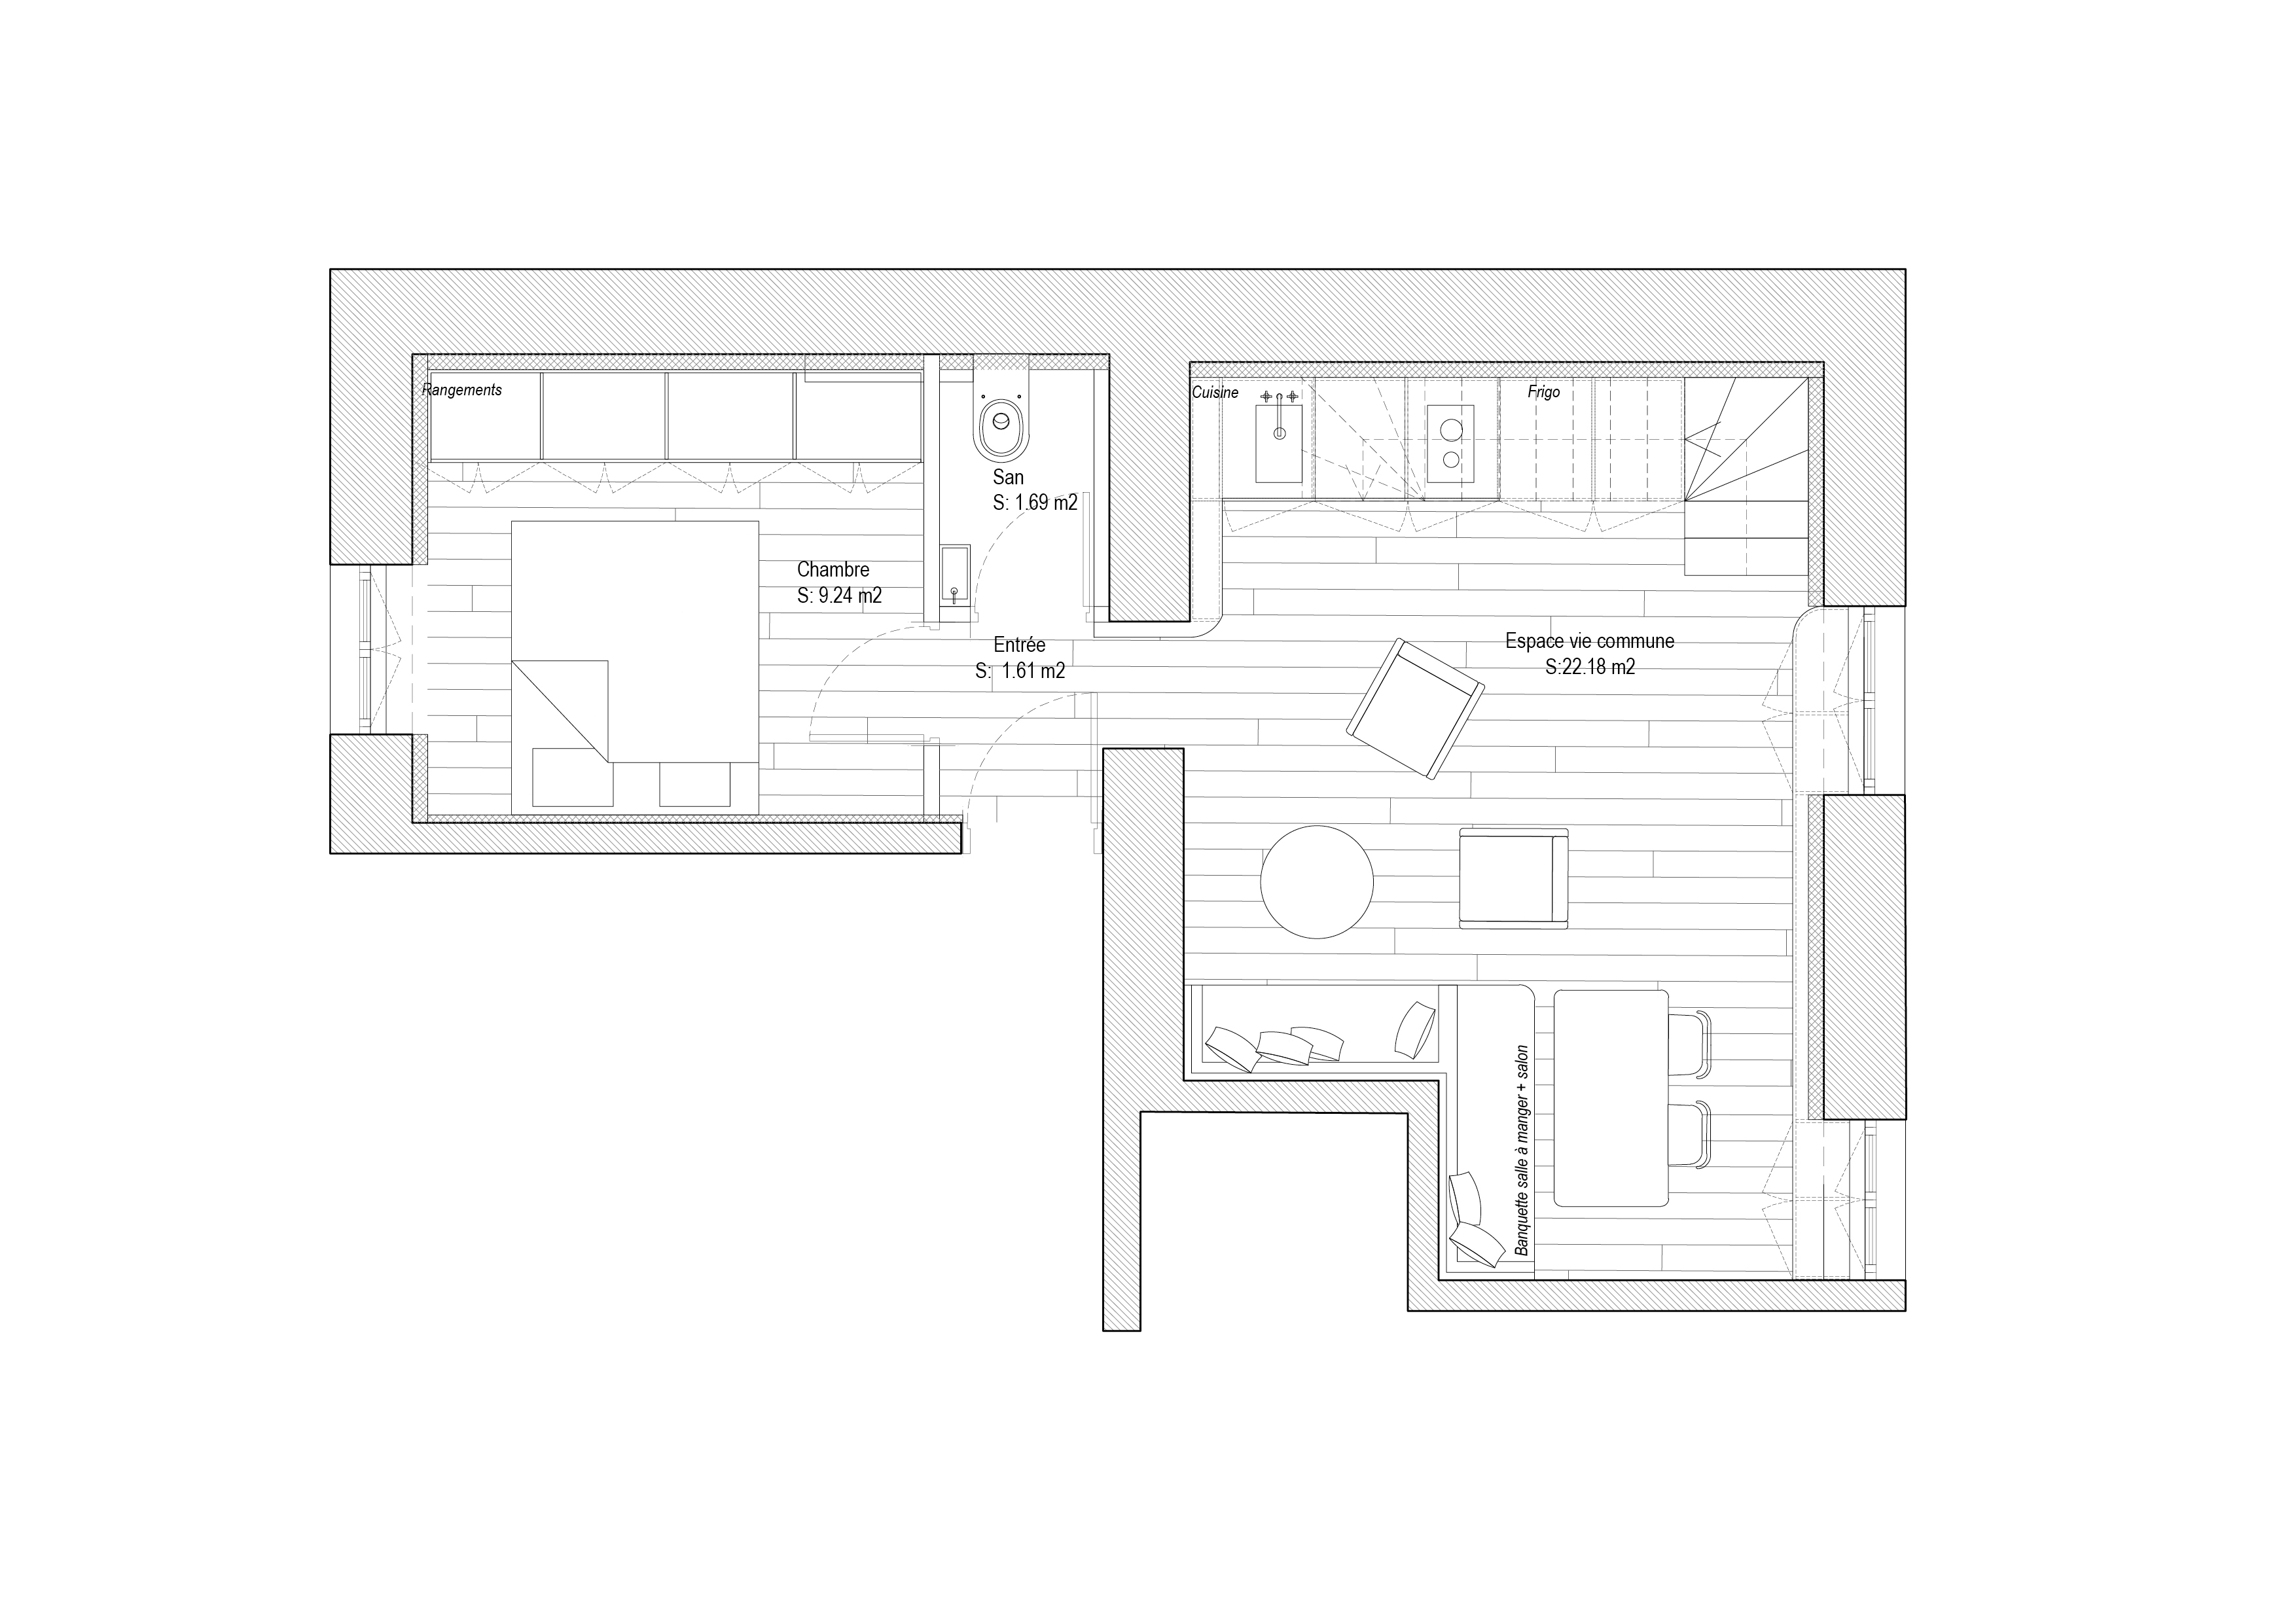 Rangements
Cuisine
Frigo
San
S: 1.69 m2
Chambre
S: 9.24 m2
Entrée
S: 1.61 m2
Espace vie commune
S:22.18 m2
Banquette salle à manger + salon